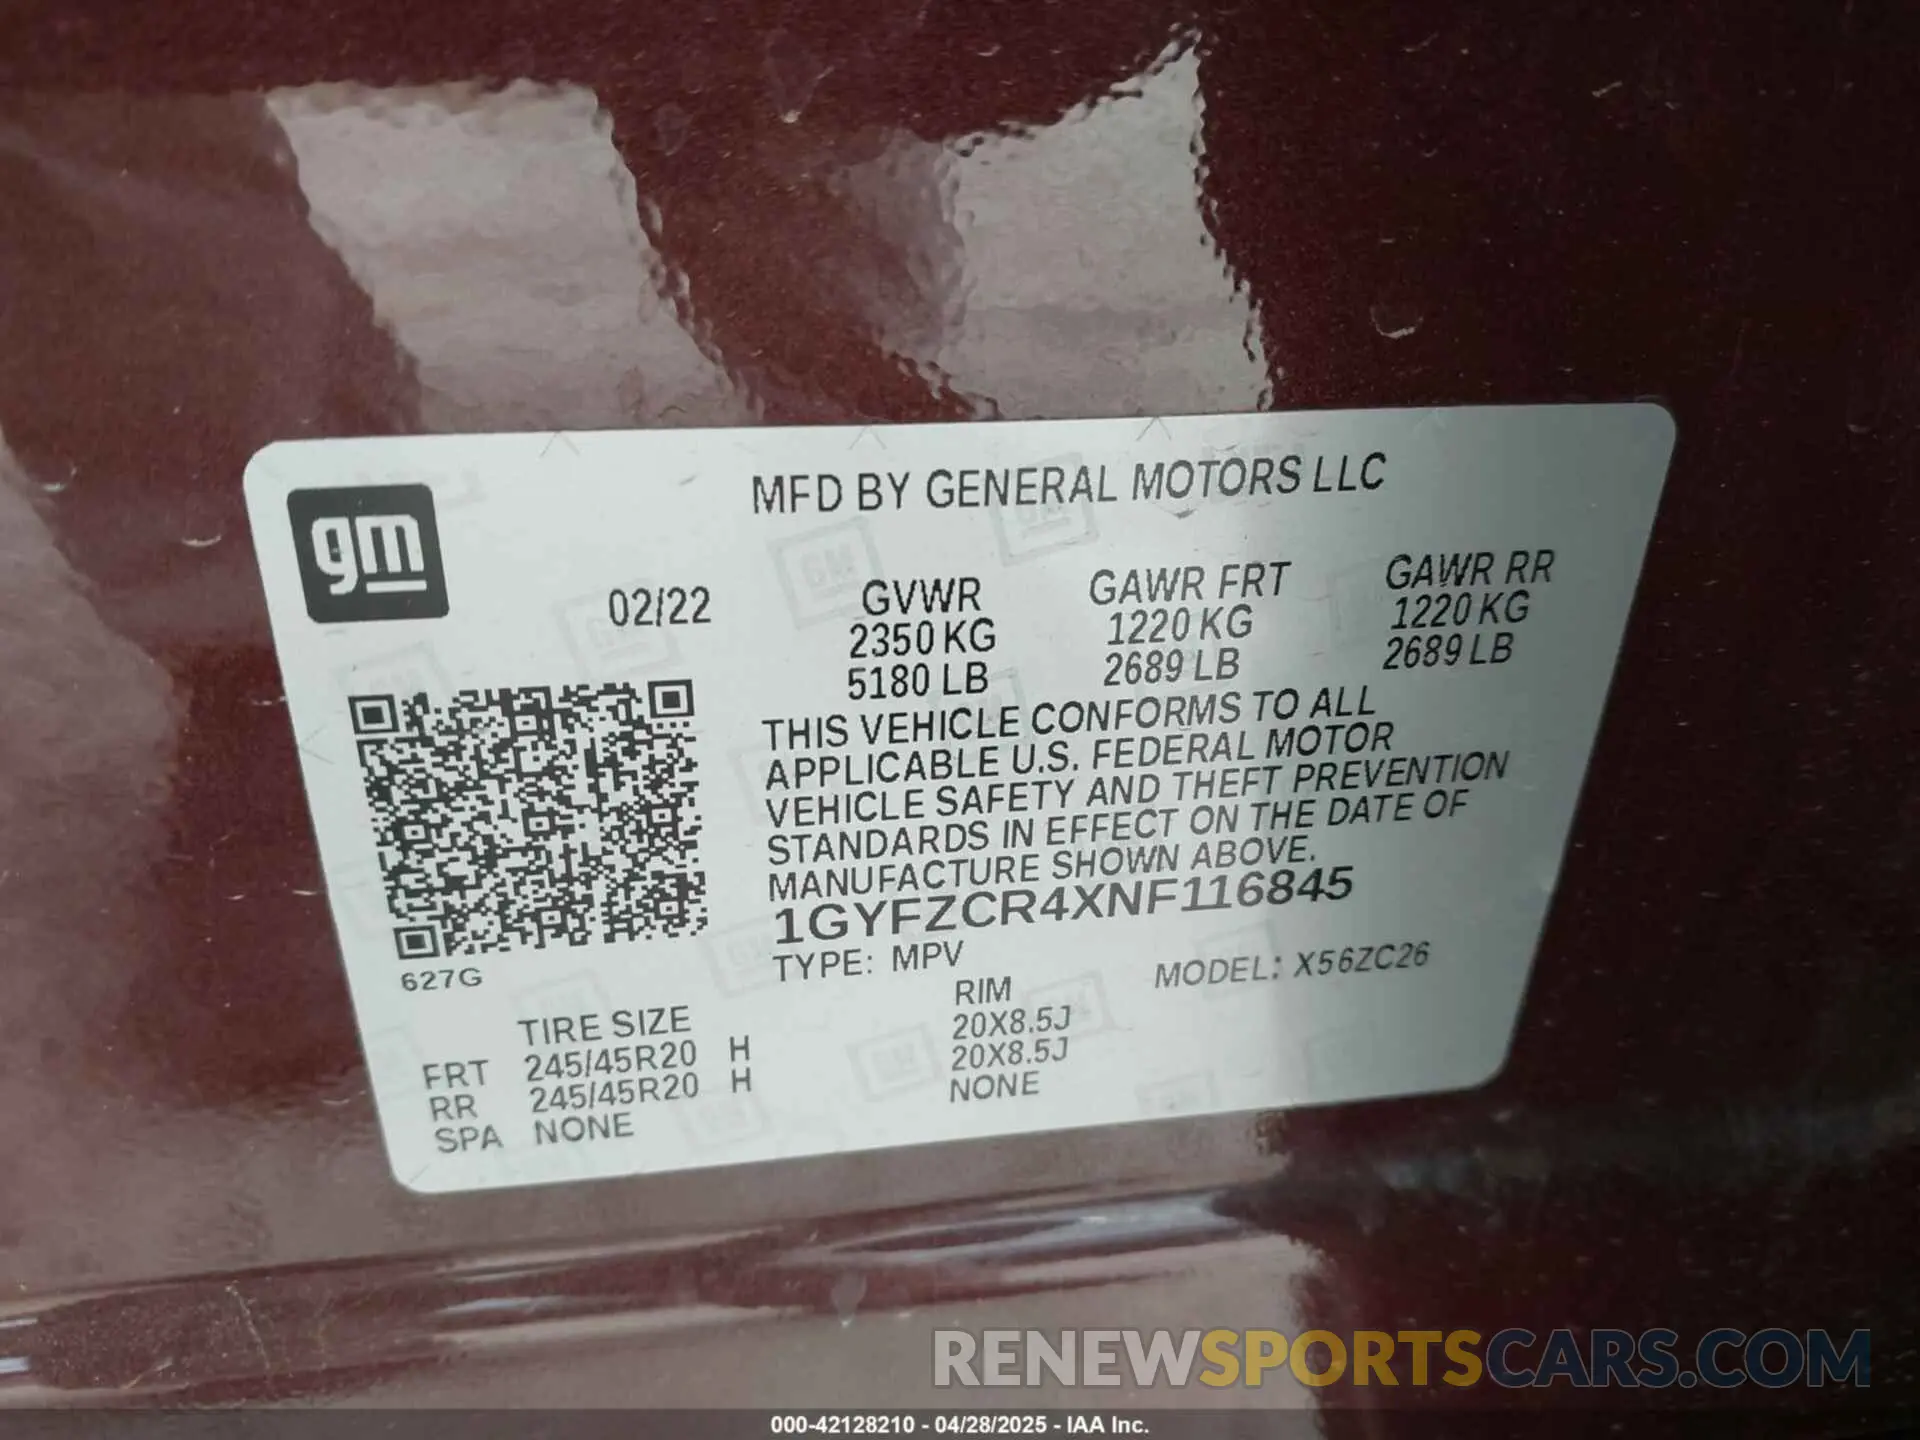 MFD BY GENERAL MOTORS LLC
gm
02/22
GVWR GAWR FRT GAWR RR
2350 KG 1220 KG 1220 KG
5180 LB 2689 LB 2689 LB
THIS VEHICLE CONFORMS TO ALL
APPLICABLE U.S. FEDERAL MOTOR
VEHICLE SAFETY AND THEFT PREVENTION
STANDARDS IN EFFECT ON THE DATE OF
MANUFACTURE SHOWN ABOVE.
1GYFZCR4XNF116845
TYPE: MPV MODEL: X56ZC26
627G
TIRE SIZE RIM
FRT 245/45R20 H 20X8.5J
RR 245/45R20 H 20X8.5J
SPA NONE NONE
RENEWSPORTSCARS.COM
000-42128210 - 04/28/2025 - IAA Inc.